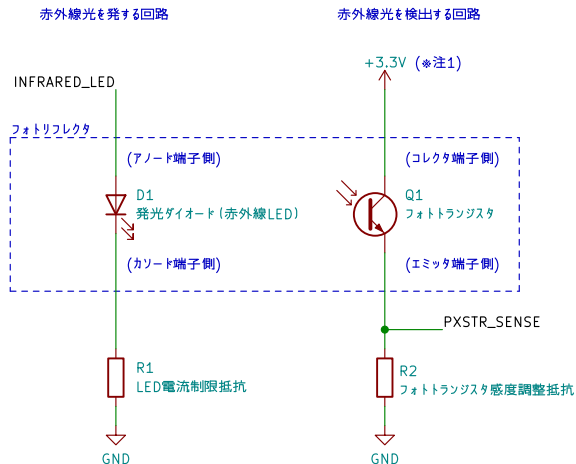 赤外線光を発する回路
赤外線光を検出する回路
+3.3V (※注1)
INFRARED_LED
フォトリフレクタ
(アノード端子側)
(コレクタ端子側)
D1
発光ダイオード(赤外線LED)
Q1
フォトトランジスタ
(カソード端子側)
(エミッタ端子側)
PXSTR_SENSE
R1
LED電流制限抵抗
R2
フォトトランジスタ感度調整抵抗
GND
GND